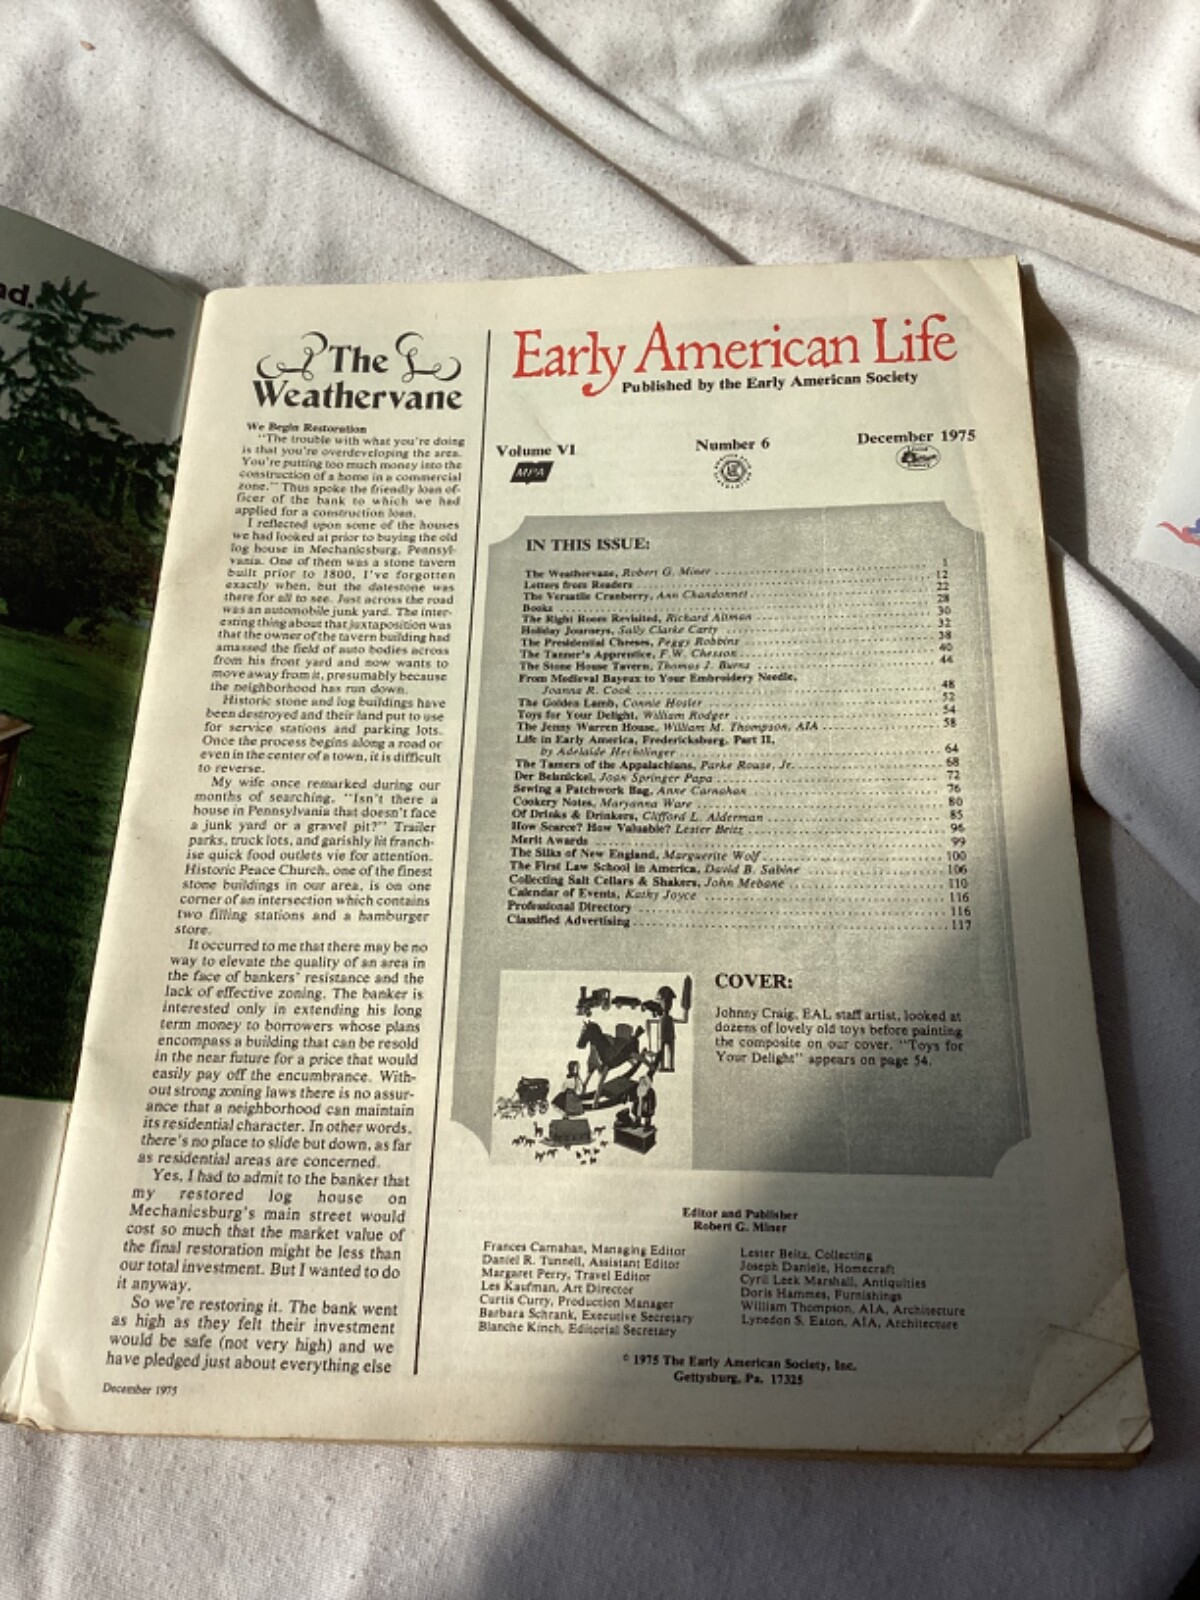 nd.
The
Weathervane
We Begin Restoration
"The trouble with what you're doing
is that you're overdeveloping the area.
You're putting too much money into the
construction of a home in a commercial
zone." Thus spoke the friendly loan of-
ficer of the bank to which we had
applied for a construction loan.
I reflected upon some of the houses
we had looked at prior to buying the old
log house in Mechanicsburg, Pennsyl-
vania. One of them was a stone tavern
built prior to 1800, I've forgotten
exactly when, but the datestone was
there for all to see. Just across the road
was an automobile junk yard. The inter-
esting thing about that juxtaposition was
that the owner of the tavern building had
amassed the field of auto bodies across
from his front yard and now wants to
move away from it, presumably because
the neighborhood has run down.
Historic stone and log buildings have
been destroyed and their land put to use
for service stations and parking lots.
Once the process begins along a road or
even in the center of a town, it is difficult
to reverse.
My wife once remarked during our
months of searching, "Isn't there a
house in Pennsylvania that doesn't face
a junk yard or a gravel pit?" Trailer
parks, truck lots, and garishly lit franch-
ise quick food outlets vie for attention.
Historic Peace Church, one of the finest
stone buildings in our area, is on one
corner of an intersection which contains
two filling stations and a hamburger
store.
It occurred to me that there may be no
way to elevate the quality of an area in
the face of bankers' resistance and the
lack of effective zoning. The banker is
interested only in extending his long
term money to borrowers whose plans
encompass a building that can be resold
in the near future for a price that would
easily pay off the encumbrance. With-
out strong zoning laws there is no assur-
ance that a neighborhood can maintain
its residential character. In other words,
there's no place to slide but down, as far
as residential areas are concerned.
Yes, I had to admit to the banker that
my restored log house on
Mechanicsburg's main street would
cost so much that the market value of
the final restoration might be less than
our total investment. But I wanted to do
it anyway.
So we're restoring it. The bank went
as high as they felt their investment
would be safe (not very high) and we
have pledged just about everything else
December 1975
Early American Life
Published by the Early American Society
Volume VI Number 6 December 1975
MPA
IN THIS ISSUE:
The Weathervane, Robert G. Miner 1
Letters from Readers 12
The Versatile Cranberry, Ann Chandonnet 22
Books 28
The Right Room Revisited, Richard Altman 30
Holiday Journeys, Sally Clarke Carty 32
The Presidential Cheeses, Peggy Robbins 38
The Tanner's Apprentice, F.W. Chesson 40
The Stone House Tavern, Thomas J. Burns 44
From Medieval Bayeux to Your Embroidery Needle,
Joanna R. Cook 48
The Golden Lamb, Connie Hosler 52
Toys for Your Delight, William Rodger 54
The Jenny Warren House, William M. Thompson, AIA 58
Life in Early America, Fredericksburg, Part II,
by Adelaide Hechtlinger 64
The Tamers of the Appalachians, Parke Rouse, Jr. 68
Der Belsnickel, Joan Springer Papa 72
Sewing a Patchwork Bag, Anne Carnahan 76
Cookery Notes, Maryanna Ware 80
Of Drinks & Drinkers, Clifford L. Alderman 85
How Scarce? How Valuable? Lester Beitz 96
Merit Awards 99
The Silks of New England, Marguerite Wolf 100
The First Law School in America, David B. Sabine 106
Collecting Salt Cellars & Shakers, John Mebane 110
Calendar of Events, Kathy Joyce 116
Professional Directory 116
Classified Advertising 117
COVER:
Johnny Craig, EAL staff artist, looked at
dozens of lovely old toys before painting
the composite on our cover. "Toys for
Your Delight" appears on page 54.
Editor and Publisher
Robert G. Miner
Frances Carnahan, Managing Editor
Daniel R. Tunnell, Assistant Editor
Margaret Perry, Travel Editor
Les Kaufman, Art Director
Curtis Curry, Production Manager
Barbara Schrank, Executive Secretary
Blanche Kinch, Editorial Secretary
Lester Beitz, Collecting
Joseph Daniele, Homecraft
Cyril Leek Marshall, Antiquities
Doris Hammes, Furnishings
William Thompson, AIA, Architecture
Lynedon S. Eaton, AIA, Architecture
© 1975 The Early American Society, Inc.
Gettysburg, Pa. 17325